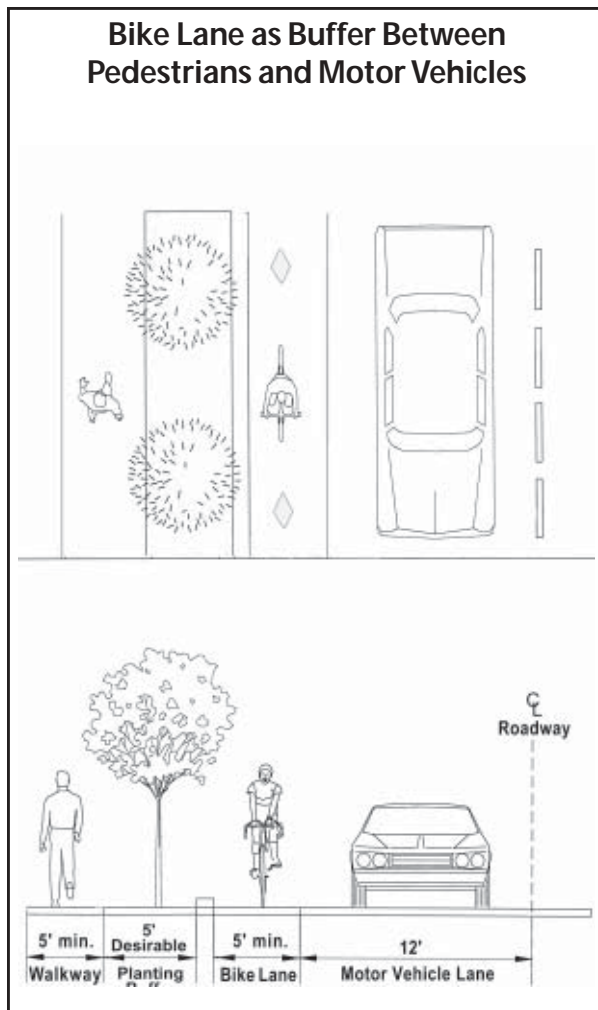 Bike Lane as Buffer Between
Pedestrians and Motor Vehicles
℄
Roadway
5' min.
Walkway
5'
Desirable
Planting
5' min.
Bike Lane
12'
Motor Vehicle Lane